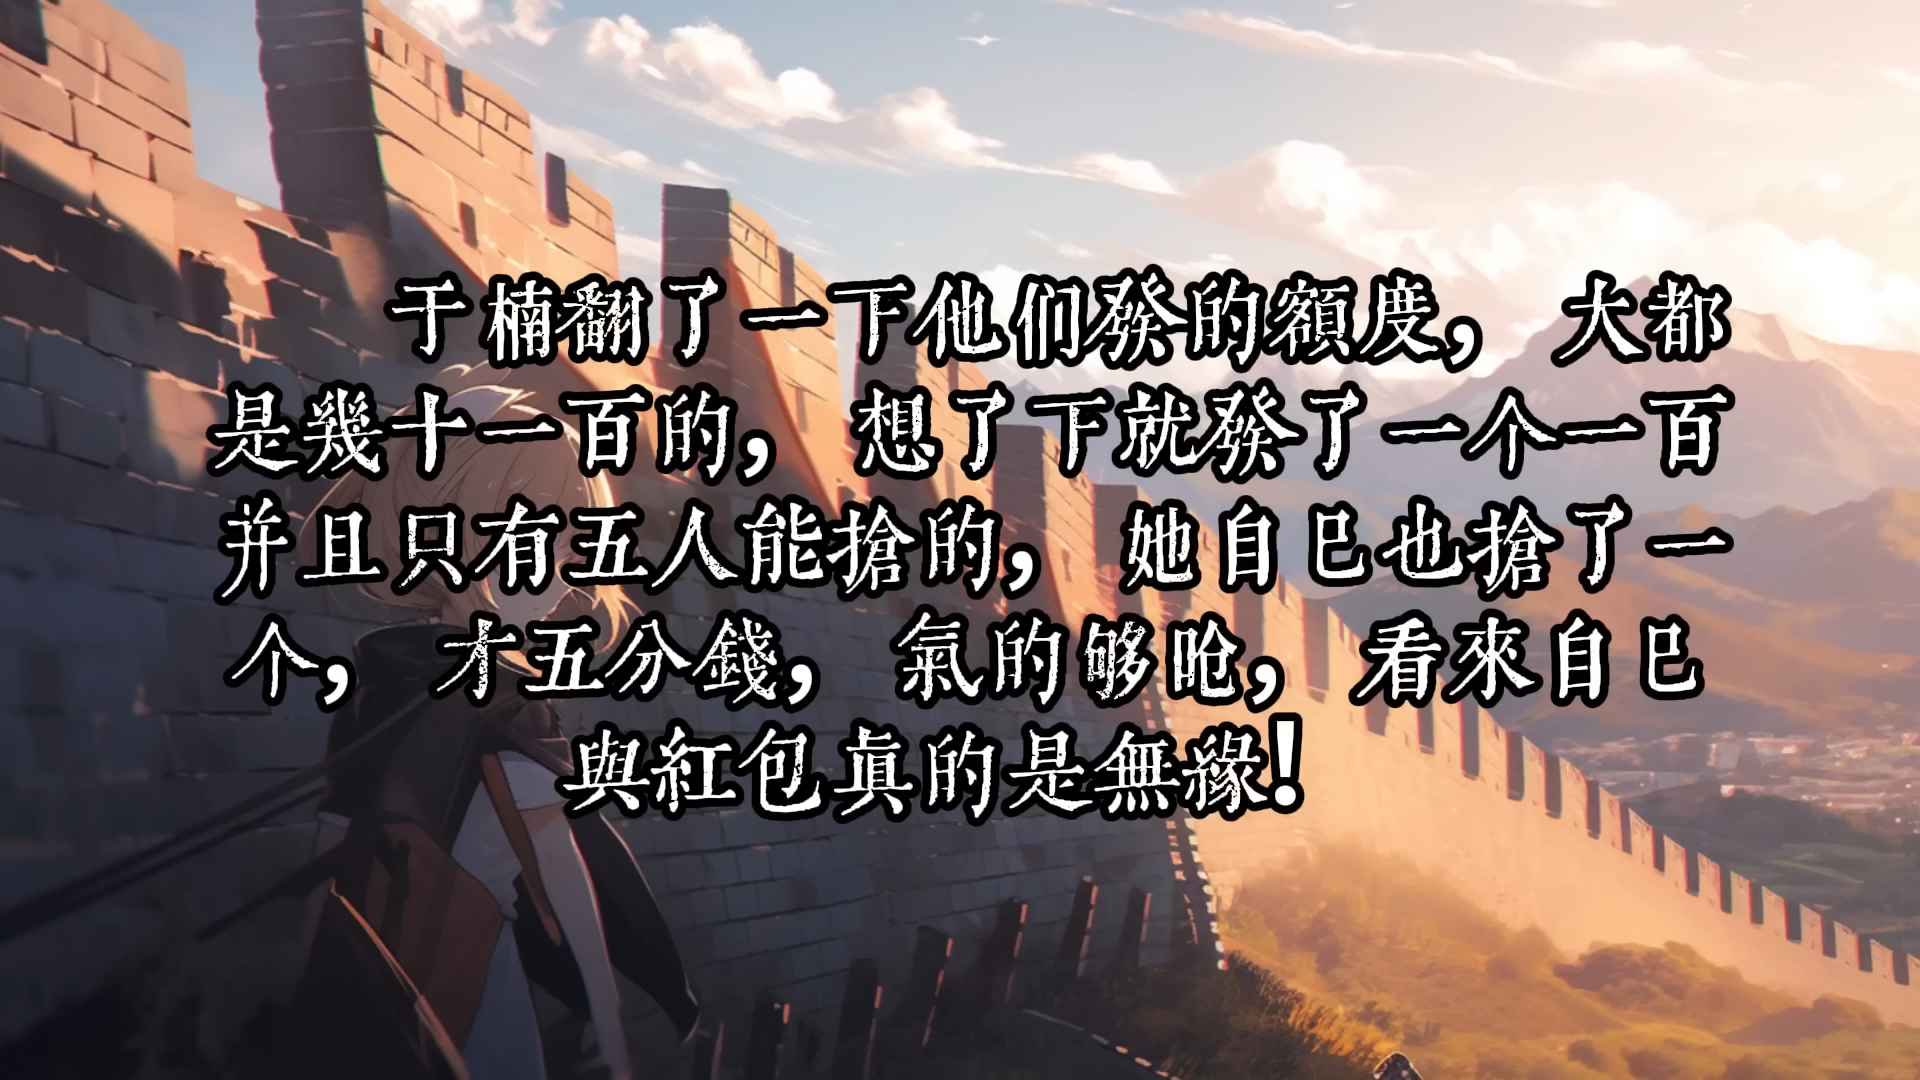 于楠翻了一下他们發的額度，大都
是幾十一百的，想了下就發了一个一百
并且只有五人能搶的，她自已也搶了一
个，才五分錢，氣的够呛，看來自已
與紅包真的是無緣！